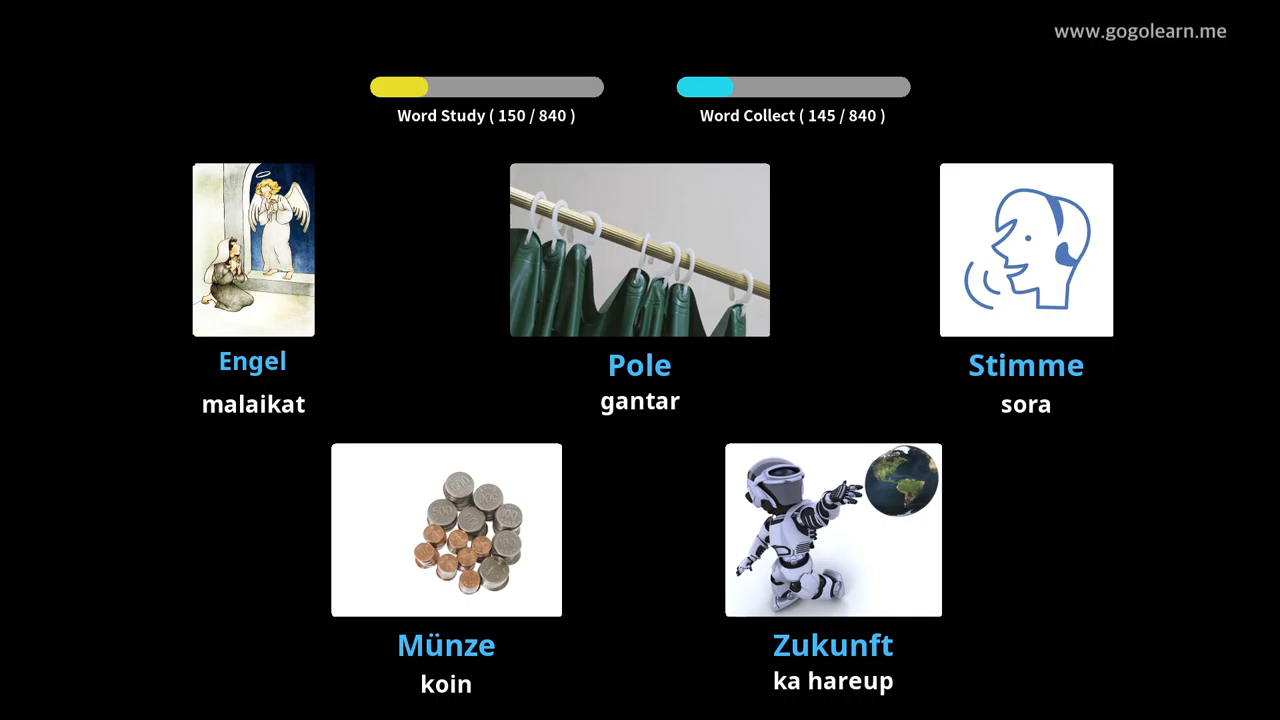 www.gogolearn.me
Word Study ( 150 / 840 )
Word Collect ( 145 / 840 )
Engel
malaikat
Pole
gantar
Stimme
sora
Münze
koin
Zukunft
ka hareup